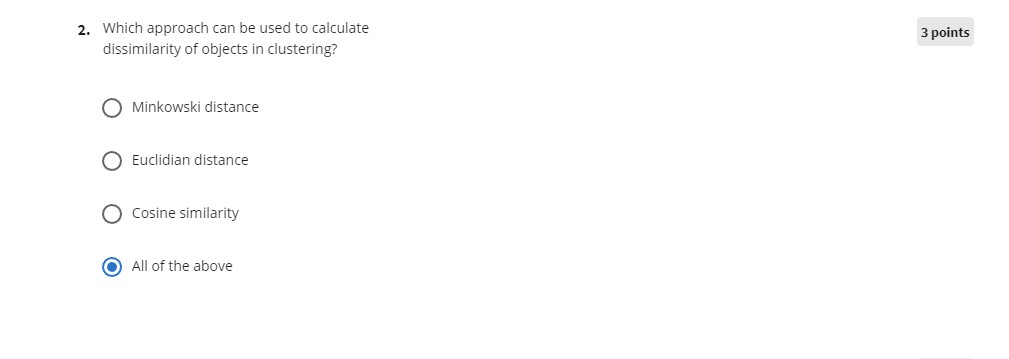 2. Which approach can be used to calculate
dissimilarity of objects in clustering?
3 points
Minkowski distance
Euclidian distance
Cosine similarity
All of the above